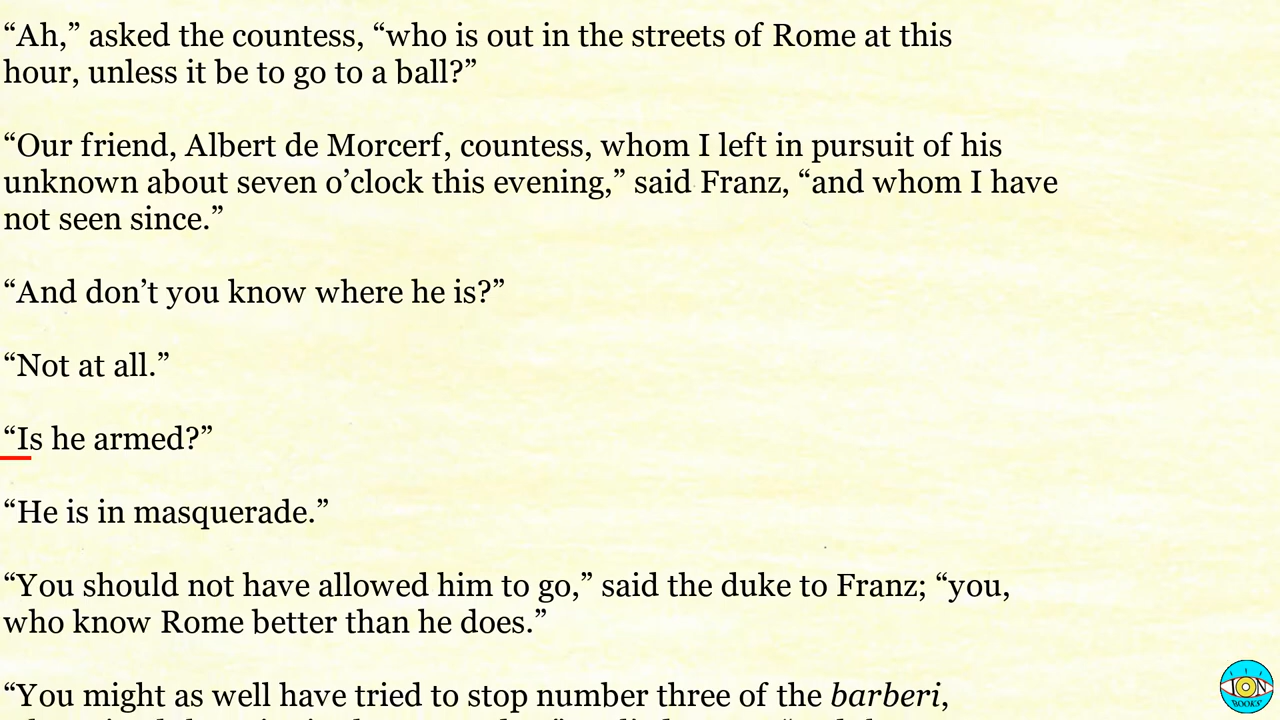 “Ah,” asked the countess, “who is out in the streets of Rome at this
hour, unless it be to go to a ball?”
“Our friend, Albert de Morcerf, countess, whom I left in pursuit of his
unknown about seven o’clock this evening,” said Franz, “and whom I have
not seen since.”
“And don’t you know where he is?”
“Not at all.”
“Is he armed?”
“He is in masquerade.”
“You should not have allowed him to go,” said the duke to Franz; “you,
who know Rome better than he does.”
“You might as well have tried to stop number three of the barberi,
ION
BOOKS